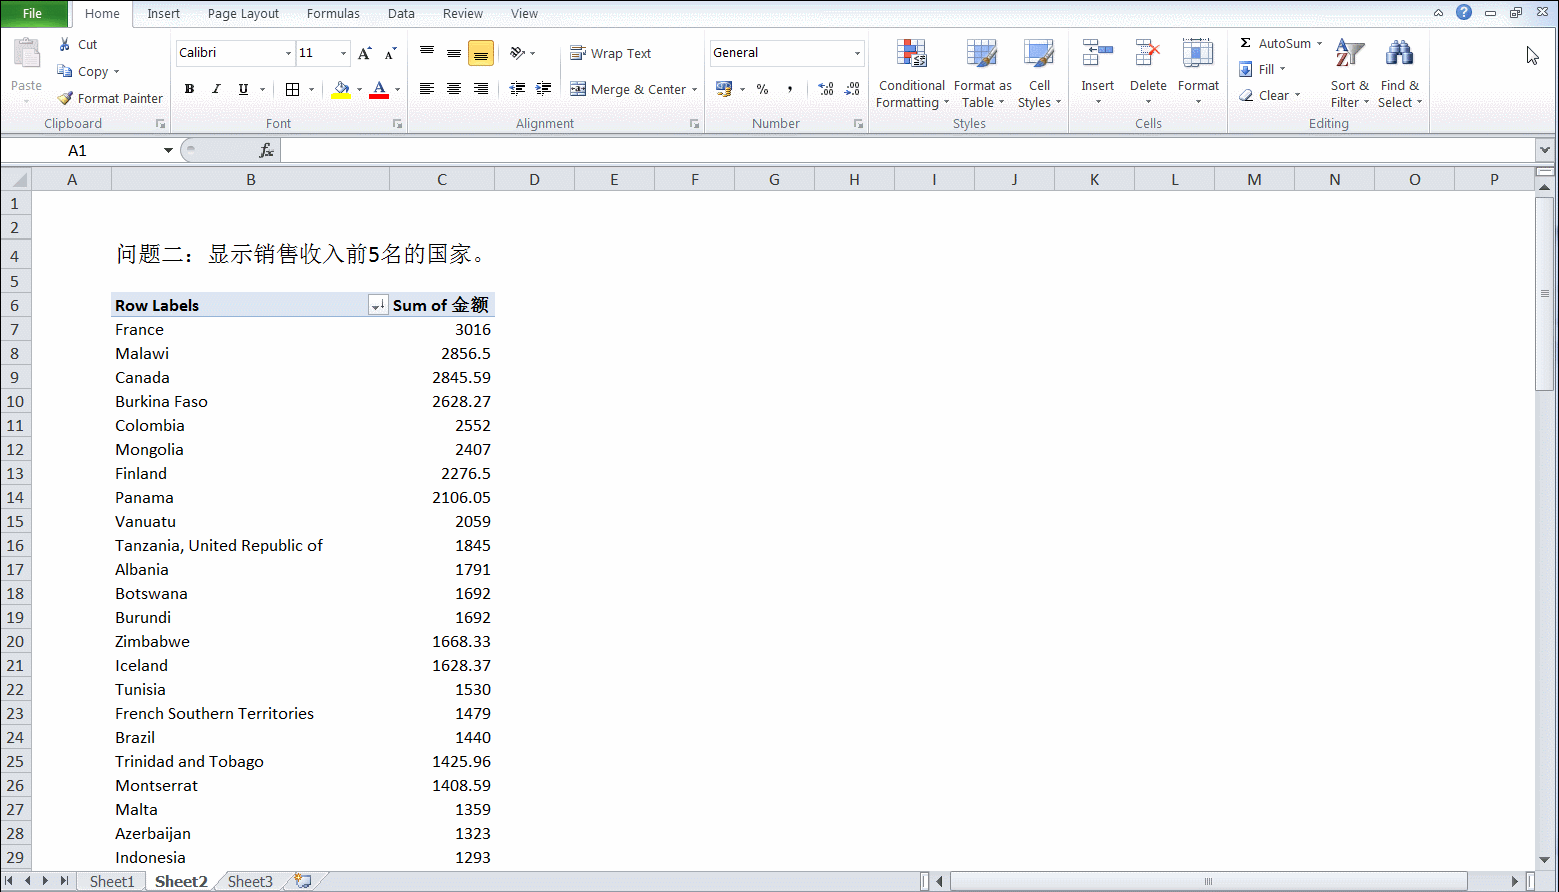 File Home Insert Page Layout Formulas Data Review View
Cut
Copy
Format Painter
Paste
Clipboard
Calibri 11
A A
B I U A
Font
Wrap Text
Merge & Center
Alignment
General
% ,
Number
Conditional Formatting
Format as Table
Cell Styles
Styles
Insert Delete Format
Cells
Σ AutoSum
Fill
Clear
Sort & Filter
Find & Select
Editing
A1 fx
A B C D E F G H I J K L M N O P
1
2
4 问题二：显示销售收入前5名的国家。
5
6 Row Labels Sum of 金额
7 France 3016
8 Malawi 2856.5
9 Canada 2845.59
10 Burkina Faso 2628.27
11 Colombia 2552
12 Mongolia 2407
13 Finland 2276.5
14 Panama 2106.05
15 Vanuatu 2059
16 Tanzania, United Republic of 1845
17 Albania 1791
18 Botswana 1692
19 Burundi 1692
20 Zimbabwe 1668.33
21 Iceland 1628.37
22 Tunisia 1530
23 French Southern Territories 1479
24 Brazil 1440
25 Trinidad and Tobago 1425.96
26 Montserrat 1408.59
27 Malta 1359
28 Azerbaijan 1323
29 Indonesia 1293
Sheet1 Sheet2 Sheet3